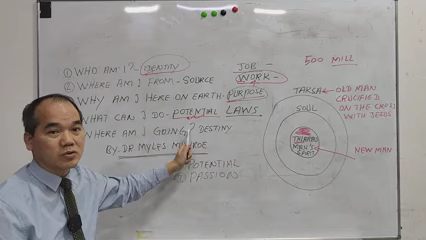 ① WHO AM I? - IDENTITY
② WHERE AM I FROM - SOURCE
WHY AM I HERE ON EARTH - PURPOSE
WHAT CAN I DO - POTENTIAL LAWS
WHERE AM I GOING? DESTINY
BY. DR. MYLES
POTENTIAL
PASSIONS
JOB -
WORK -
500 MILL
OLD MAN
CRUCIFIED
ON THE CROSS
WITH JESUS
SOUL
MAN'S
SPIRIT
NEW MAN